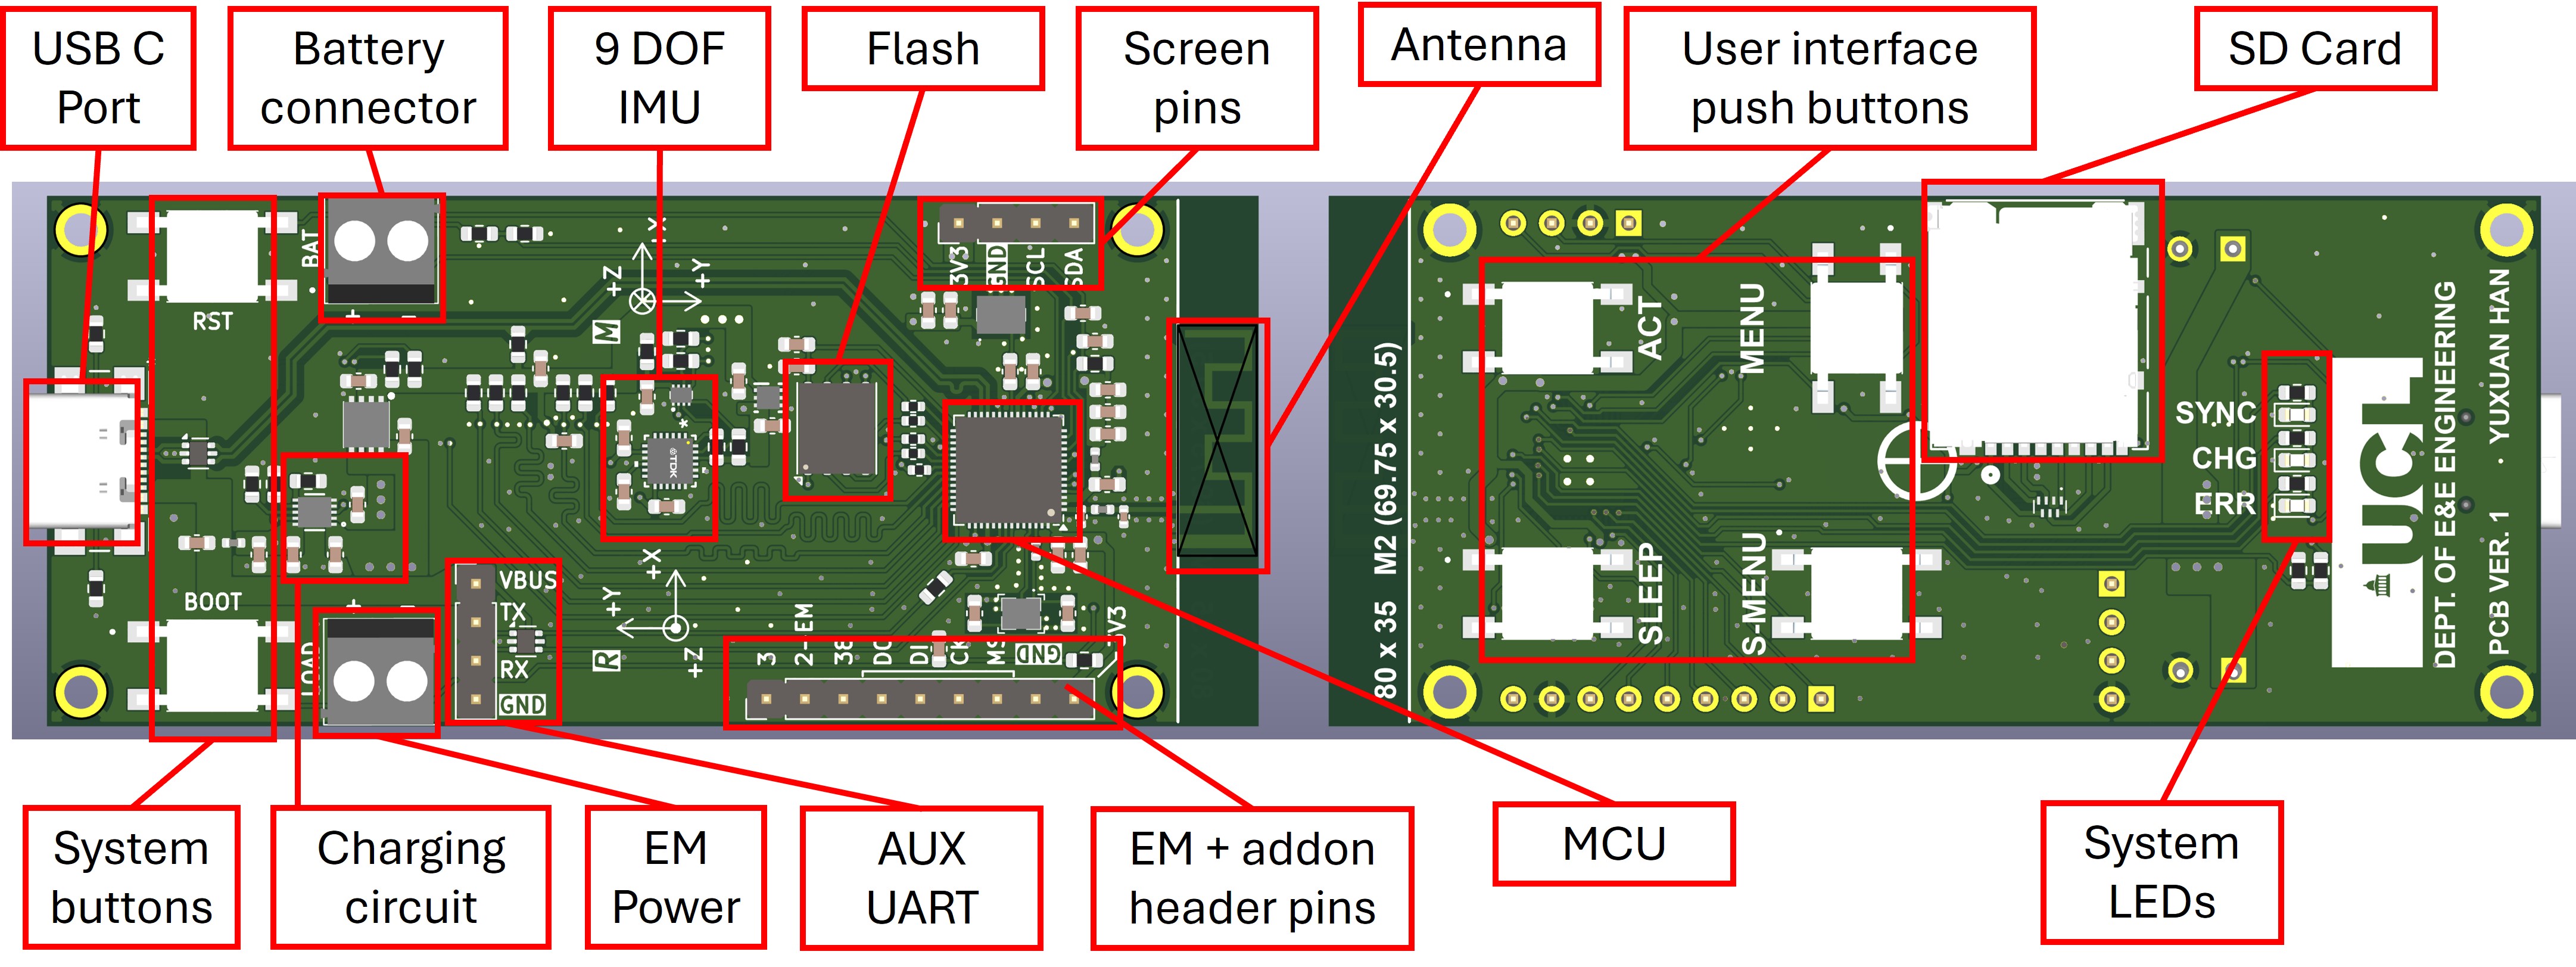 USB C
Port
Battery
connector
9 DOF
IMU
Flash
Screen
pins
Antenna
User interface
push buttons
SD Card
RST
BAT
+ −
+X
+Z
+Y
M
3V3
GND
SCL
SDA
BOOT
LOAD
+ −
VBUS
TX
RX
GND
+X
+Y
R
+Z
TDK
3
2-EM
38
DI
CK
GND
3V3
80 x 35 M2 (69.75 x 30.5)
ACT
MENU
SLEEP
S-MENU
SYNC
CHG
ERR
UCL
DEPT. OF E&E ENGINEERING
PCB VER. 1 · YUXUAN HAN
System
buttons
Charging
circuit
EM
Power
AUX
UART
EM + addon
header pins
MCU
System
LEDs